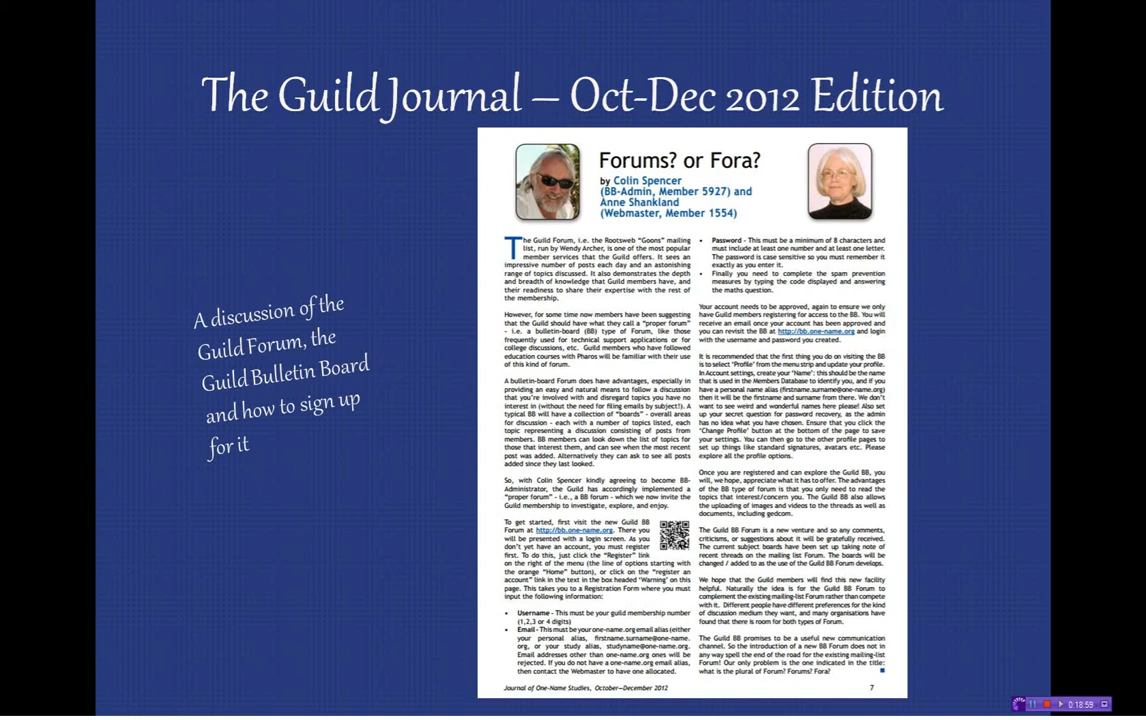 The Guild Journal – Oct-Dec 2012 Edition
A discussion of the
Guild Forum, the
Guild Bulletin Board
and how to sign up
for it
Forums? or Fora?
by Colin Spencer
(BB-Admin, Member 5927) and
Anne Shankland
(Webmaster, Member 1554)
The Guild Forum, i.e. the Rootsweb "Goons" mailing
list, run by Wendy Archer, is one of the most popular
member services that the Guild offers. It sees an
impressive number of posts each day and an astonishing
range of topics discussed. It also demonstrates the depth
and breadth of knowledge that Guild members have, and
their readiness to share their expertise with the rest of
the membership.
However, for some time now members have been suggesting
that the Guild should have what they call a "proper forum"
- i.e. a bulletin-board (BB) type of Forum, like those
frequently used for technical support applications or for
college discussions, etc. Guild members who have followed
education courses with Pharos will be familiar with their use
of this kind of forum.
A bulletin-board Forum does have advantages, especially in
providing an easy and natural means to follow a discussion
that you're involved with and disregard topics you have no
interest in (without the need for filing emails by subject!). A
typical BB will have a collection of "boards" - overall areas
for discussion - each with a number of topics listed, each
topic representing a discussion consisting of posts from
members. BB members can look down the list of topics for
those that interest them, and can see when the most recent
post was added. Alternatively they can ask to see all posts
added since they last looked.
So, with Colin Spencer kindly agreeing to become BB-
Administrator, the Guild has accordingly implemented a
"proper forum" - i.e., a BB forum - which we now invite the
Guild membership to investigate, explore, and enjoy.
To get started, first visit the new Guild BB
Forum at http://bb.one-name.org. There you
will be presented with a login screen. As you
don't yet have an account, you must register
first. To do this, just click the "Register" link
on the right of the menu (the line of options starting with
the orange "Home" button), or click on the "register an
account" link in the text in the box headed 'Warning' on this
page. This takes you to a Registration Form where you must
input the following information:
• Username - This must be your guild membership number
(1,2,3 or 4 digits)
• Email - This must be your one-name.org email alias (either
your personal alias, firstname.surname@one-name.
org, or your study alias, studyname@one-name.org.
Email addresses other than one-name.org ones will be
rejected. If you do not have a one-name.org email alias,
then contact the Webmaster to have one allocated.
• Password - This must be a minimum of 8 characters and
must include at least one number and at least one letter.
The password is case sensitive so you must remember it
exactly as you enter it.
• Finally you need to complete the spam prevention
measures by typing the code displayed and answering
the maths question.
Your account needs to be approved, again to ensure we only
have Guild members registering for access to the BB. You will
receive an email once your account has been approved and
you can revisit the BB at http://bb.one-name.org and login
with the username and password you created.
It is recommended that the first thing you do on visiting the BB
is to select 'Profile' from the menu strip and update your profile.
In Account settings, create your 'Name'; this should be the name
that is used in the Members Database to identify you, and if you
have a personal name alias (firstname.surname@one-name.org)
then it will be the firstname and surname from there. We don't
want to see weird and wonderful names here please! Also set
up your secret question for password recovery, as the admin
has no idea what you have chosen. Ensure that you click the
'Change Profile' button at the bottom of the page to save
your settings. You can then go to the other profile pages to
set up things like standard signatures, avatars etc. Please
explore all the profile options.
Once you are registered and can explore the Guild BB, you
will, we hope, appreciate what it has to offer. The advantages
of the BB type of forum is that you only need to read the
topics that interest/concern you. The Guild BB also allows
the uploading of images and videos to the threads as well as
documents, including gedcom.
The Guild BB Forum is a new venture and so any comments,
criticisms, or suggestions about it will be gratefully received.
The current subject boards have been set up taking note of
recent threads on the mailing list Forum. The boards will be
changed / added to as the use of the Guild BB Forum develops.
We hope that the Guild members will find this new facility
helpful. Naturally the idea is for the Guild BB Forum to
complement the existing mailing-list Forum rather than compete
with it. Different people have different preferences for the kind
of discussion medium they want, and many organisations have
found that there is room for both types of Forum.
The Guild BB promises to be a useful new communication
channel. So the introduction of a new BB Forum does not in
any way spell the end of the road for the existing mailing-list
Forum! Our only problem is the one indicated in the title:
what is the plural of Forum? Forums? Fora?
Journal of One-Name Studies, October—December 2012
7
0:18:59